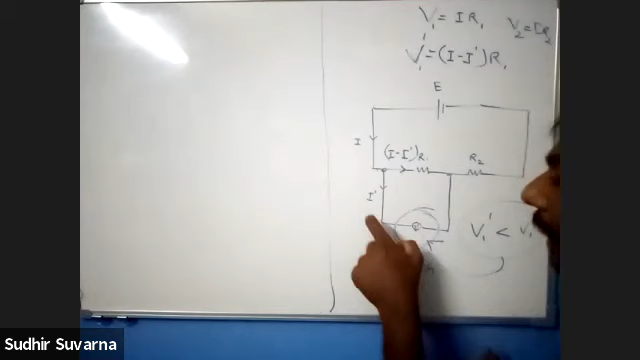 V₁ = IR₁
V₂ = IR₂
V₁' = (I-I')R₁
E
I
(I-I') R₁
R₂
I'
V₁' < V₁
Sudhir Suvarna